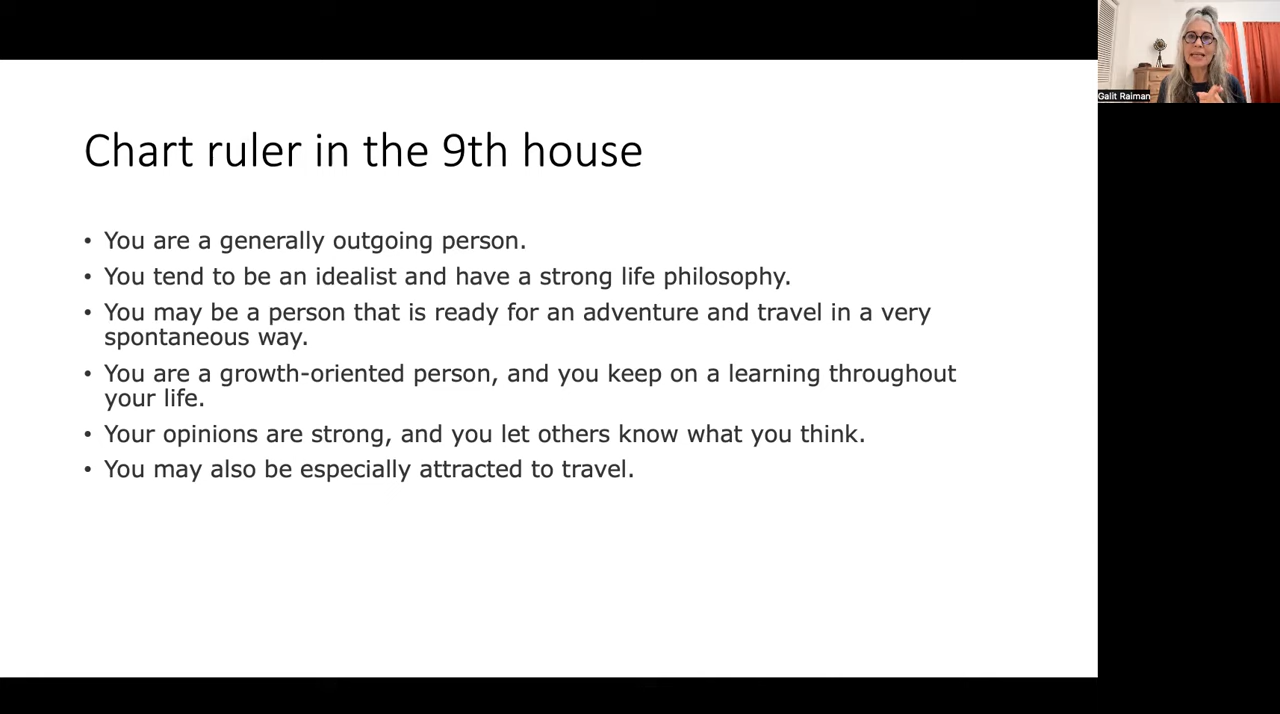 Galit Raiman
Chart ruler in the 9th house
• You are a generally outgoing person.
• You tend to be an idealist and have a strong life philosophy.
• You may be a person that is ready for an adventure and travel in a very
spontaneous way.
• You are a growth-oriented person, and you keep on a learning throughout
your life.
• Your opinions are strong, and you let others know what you think.
• You may also be especially attracted to travel.